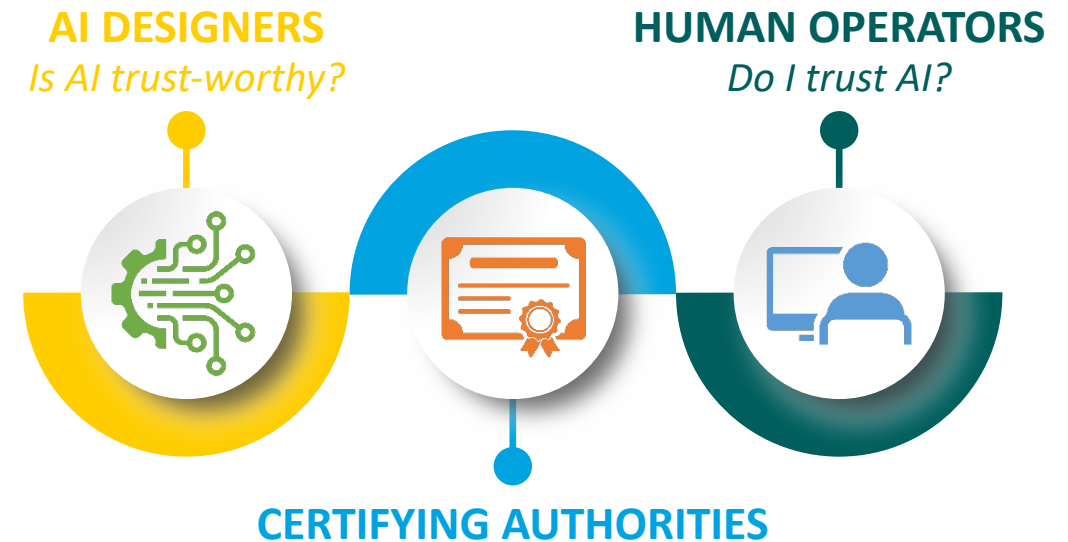 AI DESIGNERS
Is AI trust-worthy?
HUMAN OPERATORS
Do I trust AI?
CERTIFYING AUTHORITIES